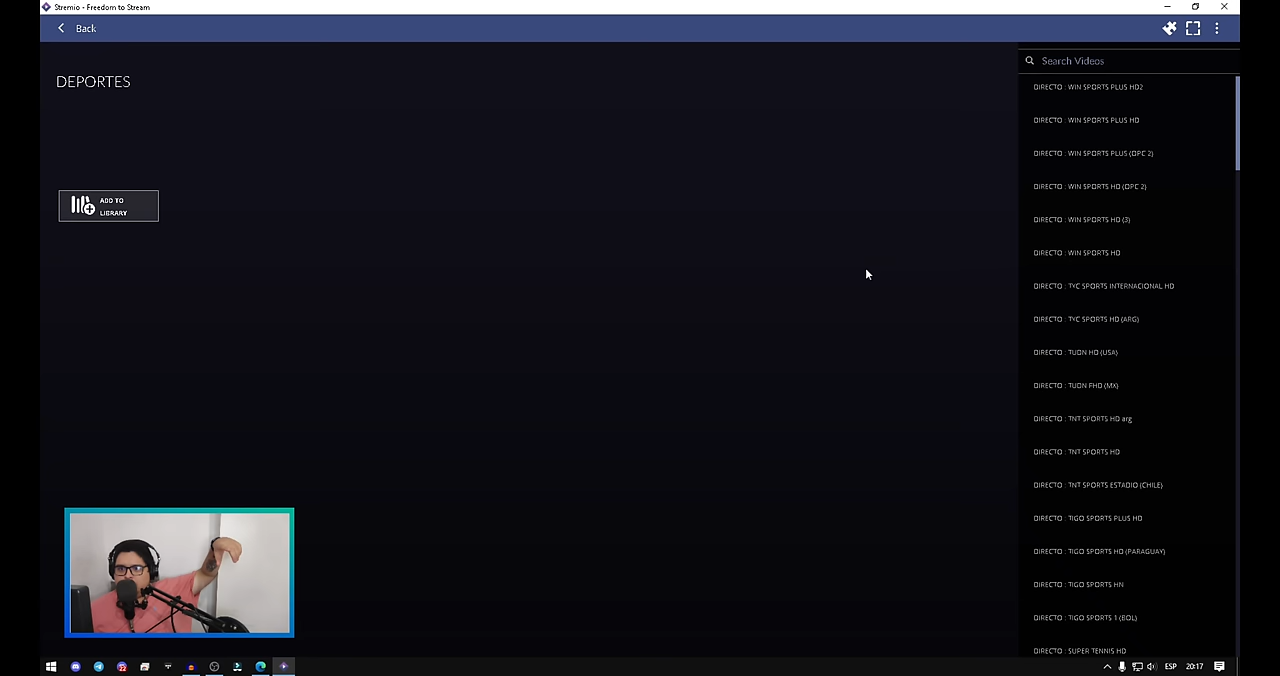 Stremio - Freedom to Stream
Back
DEPORTES
ADD TO
LIBRARY
Search Videos
DIRECTO : WIN SPORTS PLUS HD2
DIRECTO : WIN SPORTS PLUS HD
DIRECTO : WIN SPORTS PLUS (OPC 2)
DIRECTO : WIN SPORTS HD (OPC 2)
DIRECTO : WIN SPORTS HD (3)
DIRECTO : WIN SPORTS HD
DIRECTO : TYC SPORTS INTERNACIONAL HD
DIRECTO : TYC SPORTS HD (ARG)
DIRECTO : TUDN HD (USA)
DIRECTO : TUDN FHD (MX)
DIRECTO : TNT SPORTS HD arg
DIRECTO : TNT SPORTS HD
DIRECTO : TNT SPORTS ESTADIO (CHILE)
DIRECTO : TIGO SPORTS PLUS HD
DIRECTO : TIGO SPORTS HD (PARAGUAY)
DIRECTO : TIGO SPORTS HN
DIRECTO : TIGO SPORTS 1 (BOL)
DIRECTO : SUPER TENNIS HD
22
ESP
20:17